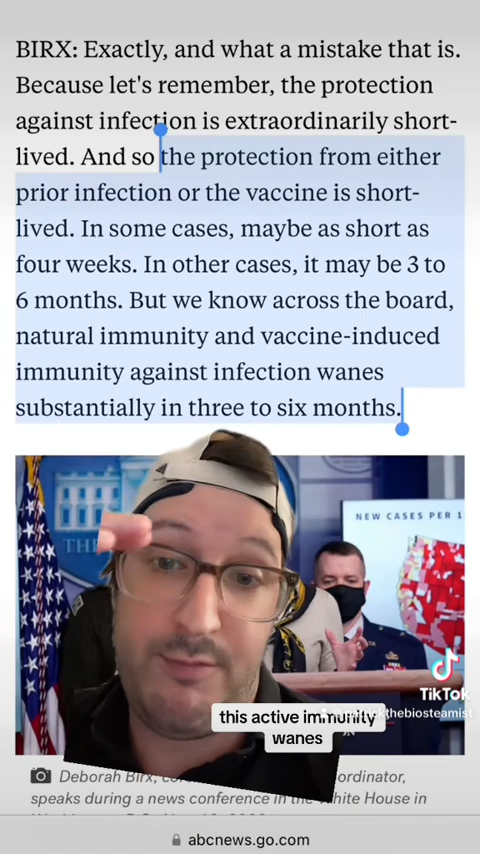 BIRX: Exactly, and what a mistake that is.
Because let's remember, the protection
against infection is extraordinarily short-
lived. And so the protection from either
prior infection or the vaccine is short-
lived. In some cases, maybe as short as
four weeks. In other cases, it may be 3 to
6 months. But we know across the board,
natural immunity and vaccine-induced
immunity against infection wanes
substantially in three to six months.
NEW CASES PER 1
THE
TikTok
thebiosteamist
this active immunity
wanes
Deborah Birx, ordinator,
speaks during a news conference in the White House in
abcnews.go.com